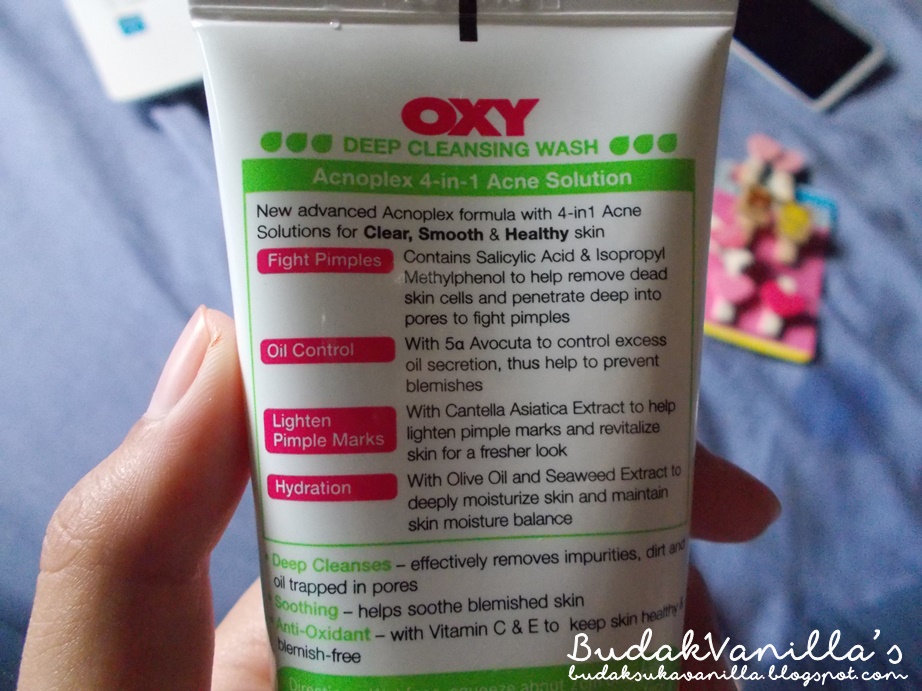 OXY
DEEP CLEANSING WASH
Acnoplex 4-in-1 Acne Solution
New advanced Acnoplex formula with 4-in1 Acne
Solutions for Clear, Smooth & Healthy skin
Fight Pimples
Contains Salicylic Acid & Isopropyl
Methylphenol to help remove dead
skin cells and penetrate deep into
pores to fight pimples
Oil Control
With 5α Avocuta to control excess
oil secretion, thus help to prevent
blemishes
Lighten
Pimple Marks
With Cantella Asiatica Extract to help
lighten pimple marks and revitalize
skin for a fresher look
Hydration
With Olive Oil and Seaweed Extract to
deeply moisturize skin and maintain
skin moisture balance
• Deep Cleanses – effectively removes impurities, dirt and
oil trapped in pores
• Soothing – helps soothe blemished skin
• Anti-Oxidant – with Vitamin C & E to keep skin healthy &
blemish-free
squeeze about
BudakVanilla's
budaksukavanilla.blogspot.com